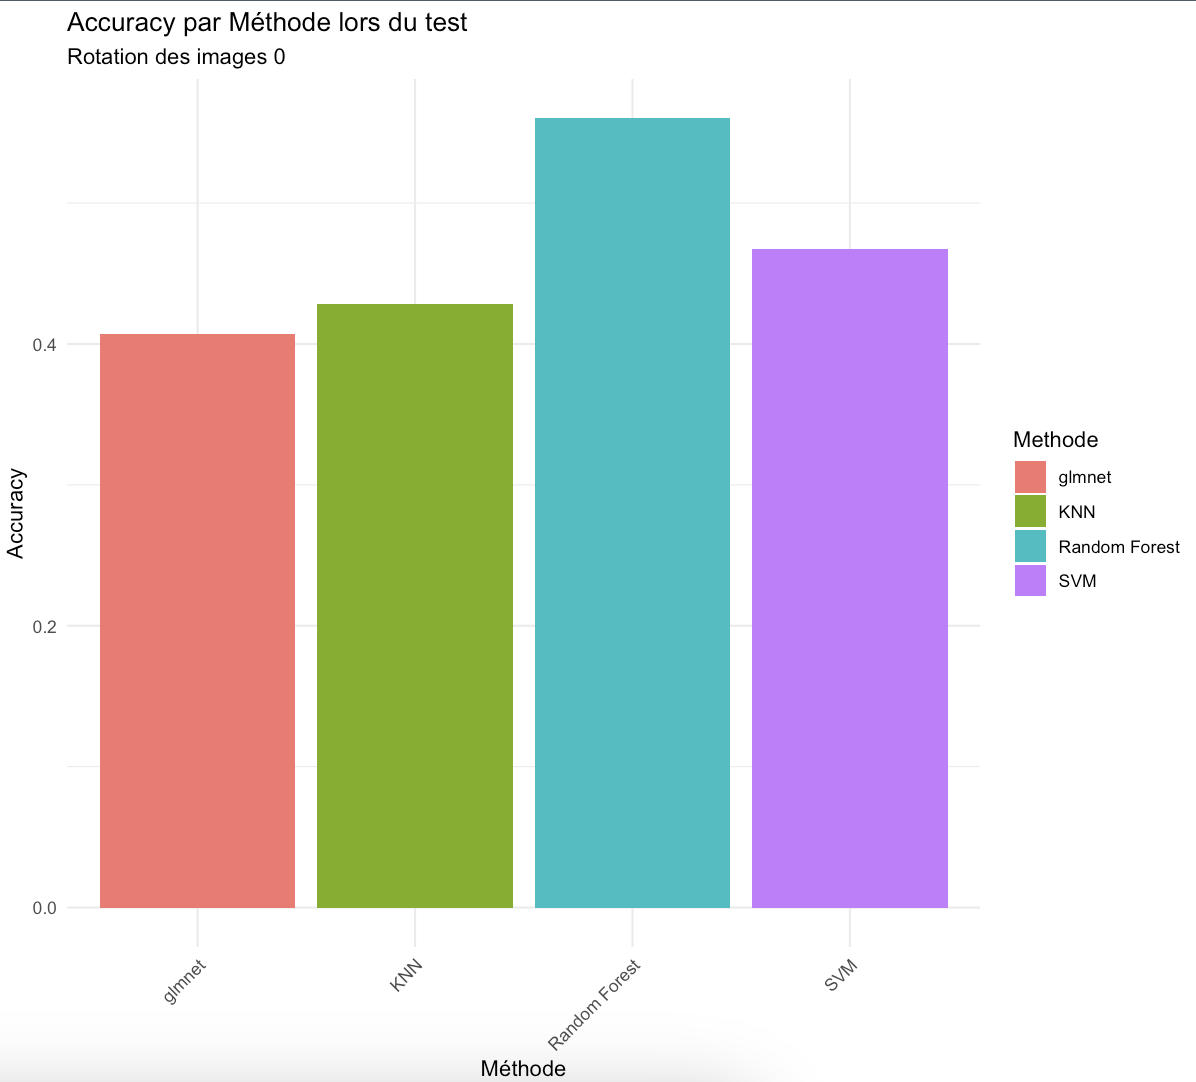 Accuracy par Méthode lors du test
Rotation des images 0
Accuracy
0.4
0.2
0.0
glmnet
KNN
Random Forest
SVM
Méthode
Methode
glmnet
KNN
Random Forest
SVM